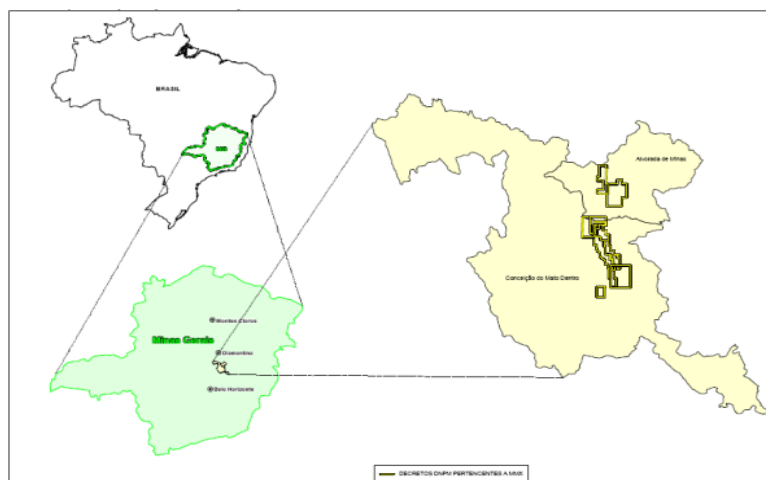 BRASIL
Alvorada de Minas
Conceição do Mato Dentro
Montes Claros
Minas Gerais
Diamantina
Belo Horizonte
DECRETOS DNPM PERTENCENTES A MMX